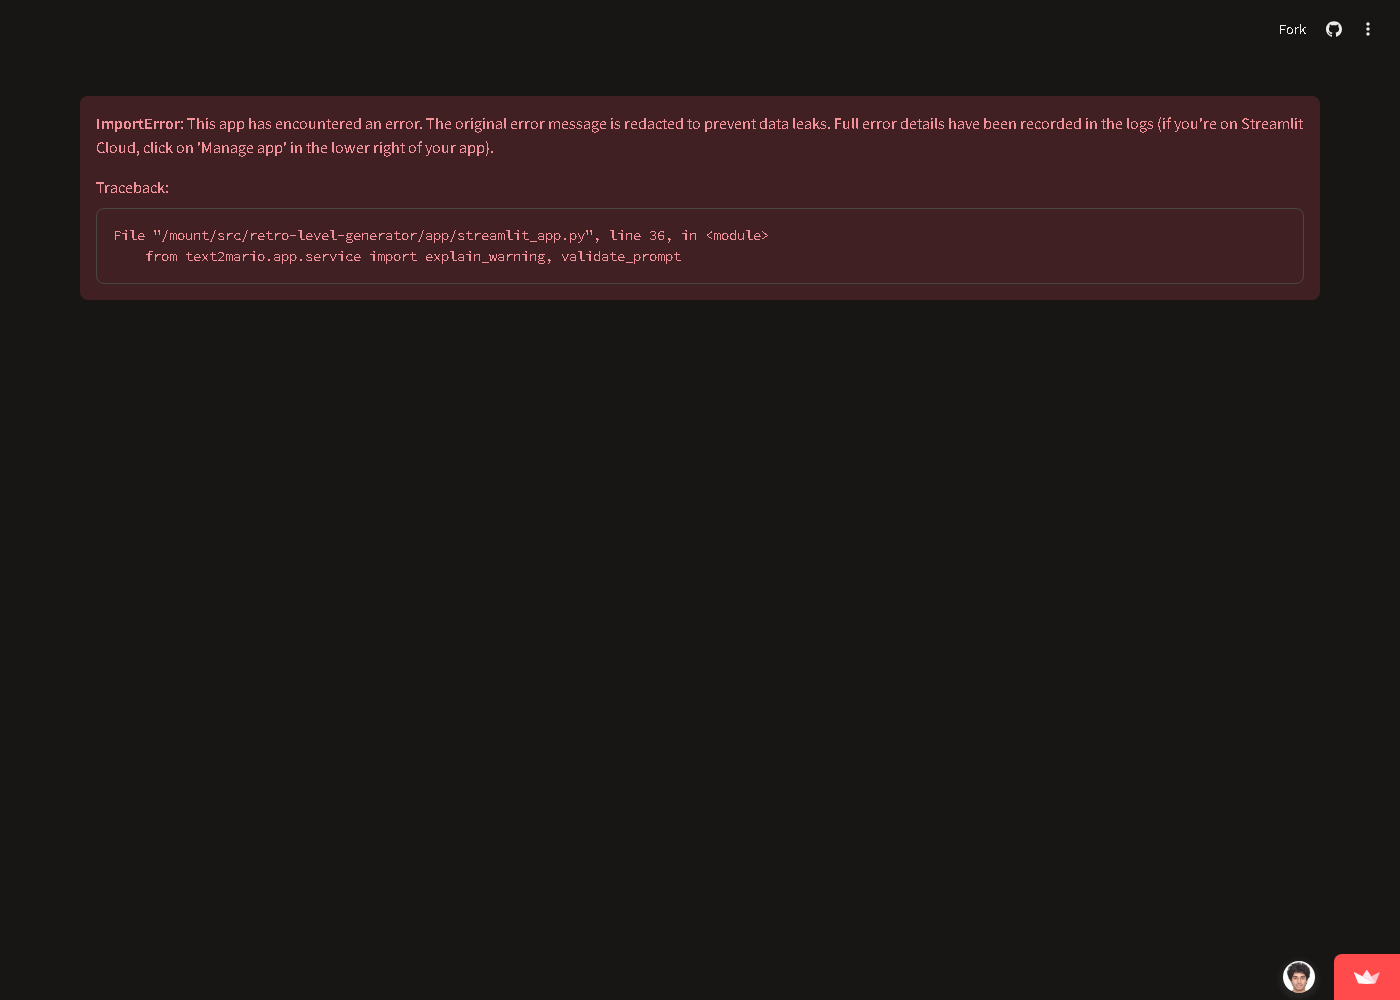 Fork
ImportError: This app has encountered an error. The original error message is redacted to prevent data leaks. Full error details have been recorded in the logs (if you're on Streamlit
Cloud, click on 'Manage app' in the lower right of your app).
Traceback:
File "/mount/src/retro-level-generator/app/streamlit_app.py", line 36, in <module>
    from text2mario.app.service import explain_warning, validate_prompt